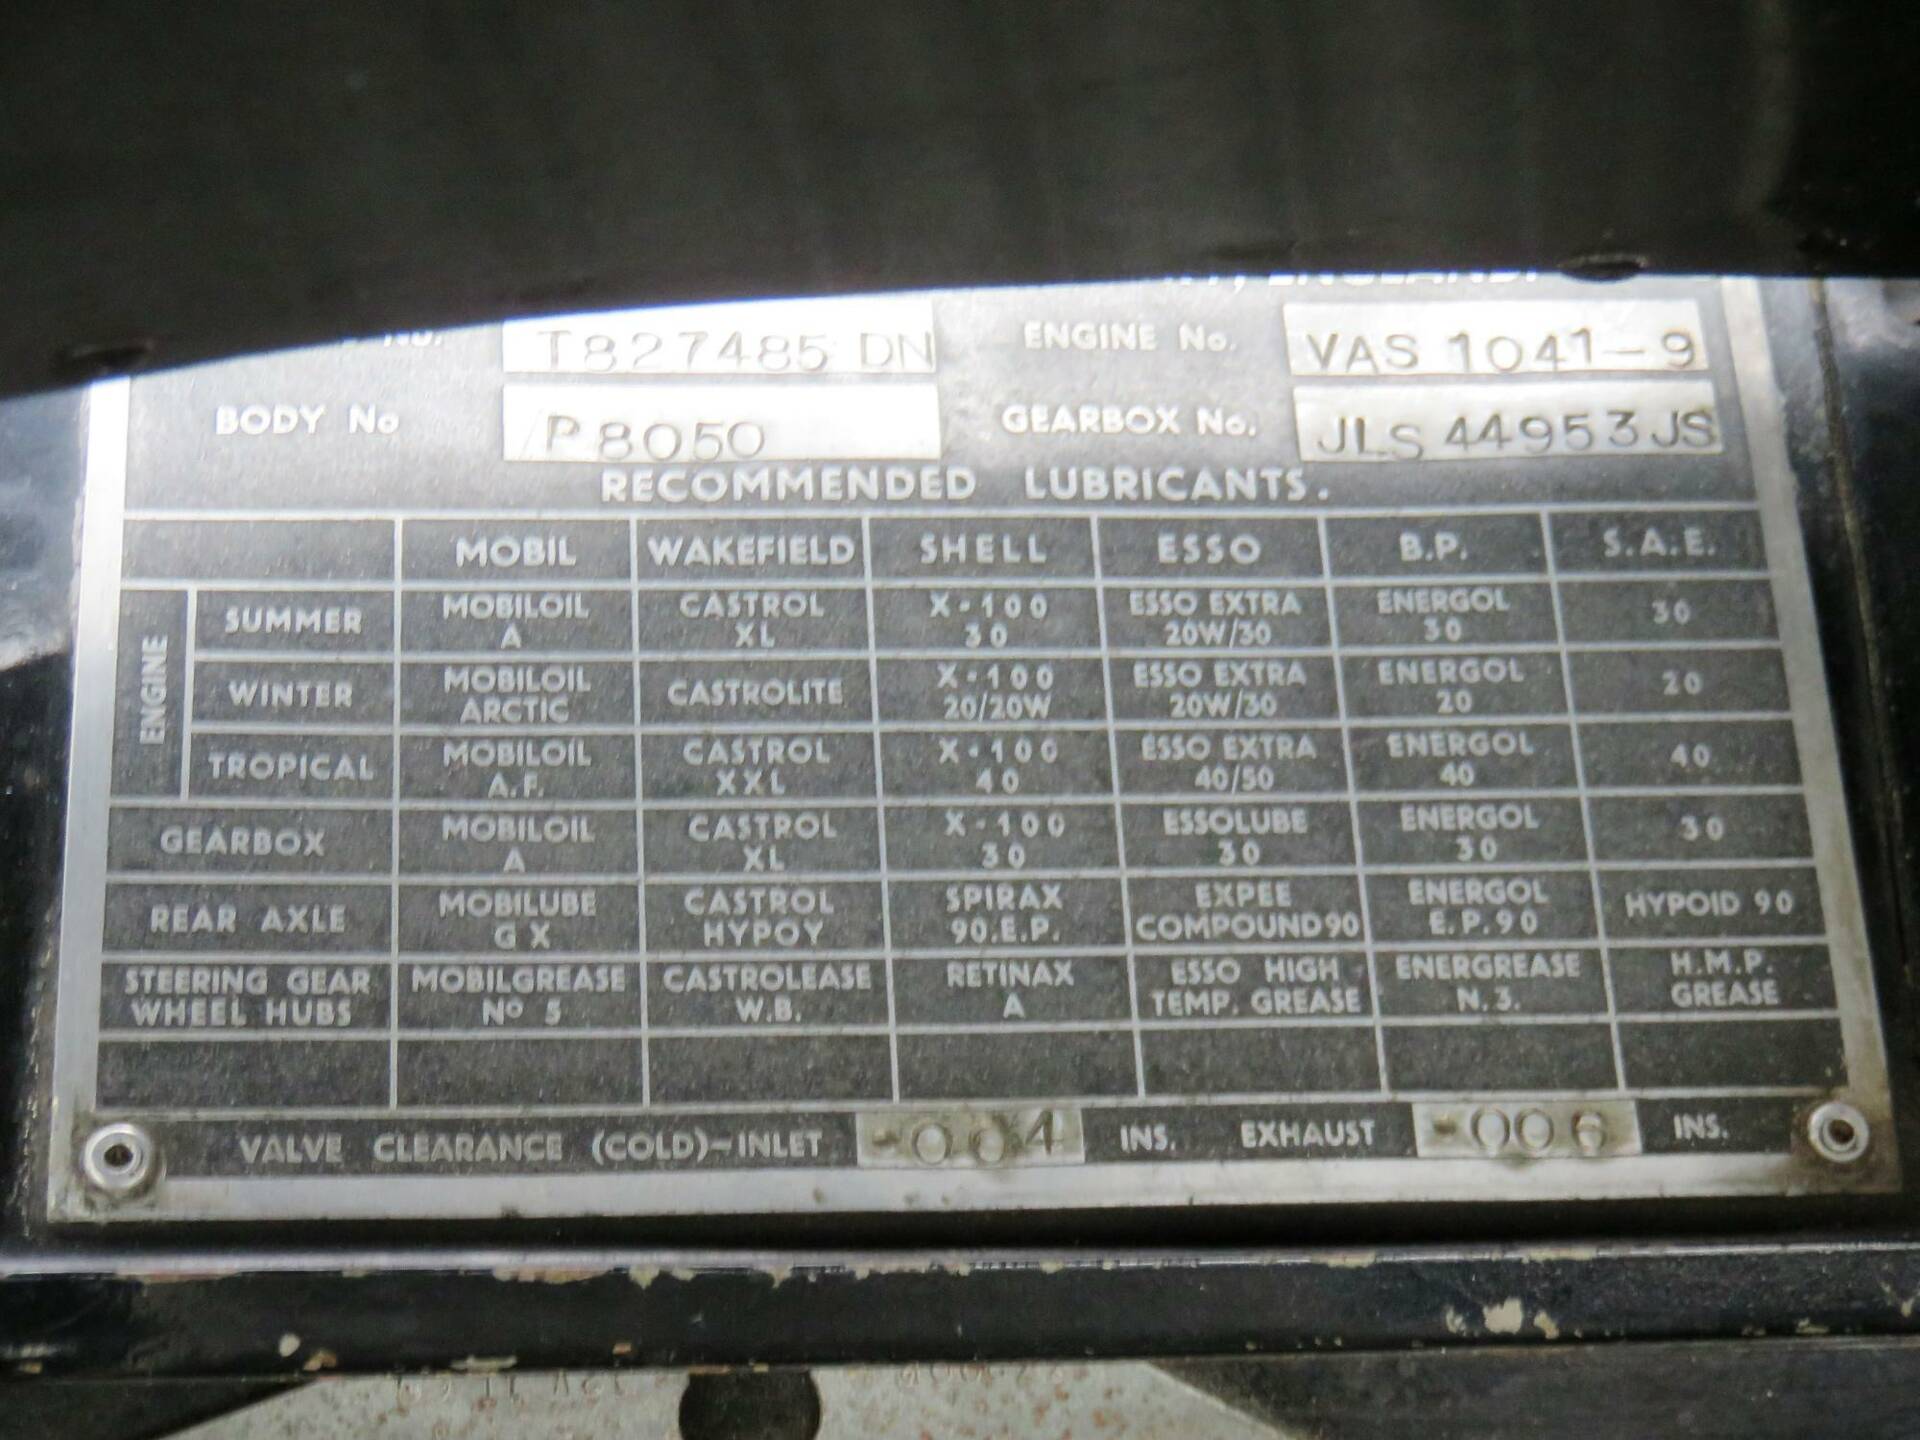 ENGLAND.
No. T827485 DN ENGINE No. VAS 1041-9
BODY No P8050 GEARBOX No. JLS 44953JS
RECOMMENDED LUBRICANTS.
MOBIL WAKEFIELD SHELL ESSO B.P. S.A.E.
ENGINE
SUMMER MOBILOIL A CASTROL XL X-100 30 ESSO EXTRA 20W/30 ENERGOL 30 30
WINTER MOBILOIL ARCTIC CASTROLITE X-100 20/20W ESSO EXTRA 20W/30 ENERGOL 20 20
TROPICAL MOBILOIL A.F. CASTROL XXL X-100 40 ESSO EXTRA 40/50 ENERGOL 40 40
GEARBOX MOBILOIL A CASTROL XL X-100 30 ESSOLUBE 30 ENERGOL 30 30
REAR AXLE MOBILUBE GX CASTROL HYPOY SPIRAX 90.E.P. EXPEE COMPOUND 90 ENERGOL E.P.90 HYPOID 90
STEERING GEAR WHEEL HUBS MOBILGREASE No 5 CASTROLEASE W.B. RETINAX A ESSO HIGH TEMP. GREASE ENERGREASE N.3. H.M.P. GREASE
VALVE CLEARANCE (COLD)-INLET -004 INS. EXHAUST -006 INS.